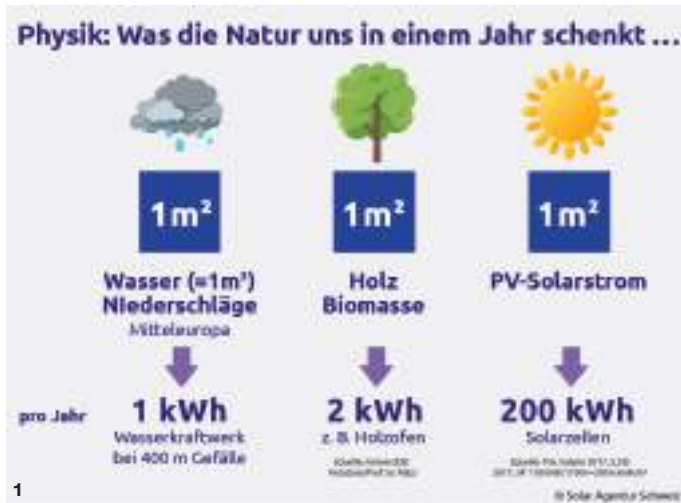 Physik: Was die Natur uns in einem Jahr schenkt ...
1m²
1m²
1m²
Wasser (=1m³)
Niederschläge
Mitteleuropa
Holz
Biomasse
PV-Solarstrom
pro Jahr
1 kWh
Wasserkraftwerk
bei 400 m Gefälle
2 kWh
z. B. Holzofen
200 kWh
Solarzellen
1
© Solar Agentur Schweiz